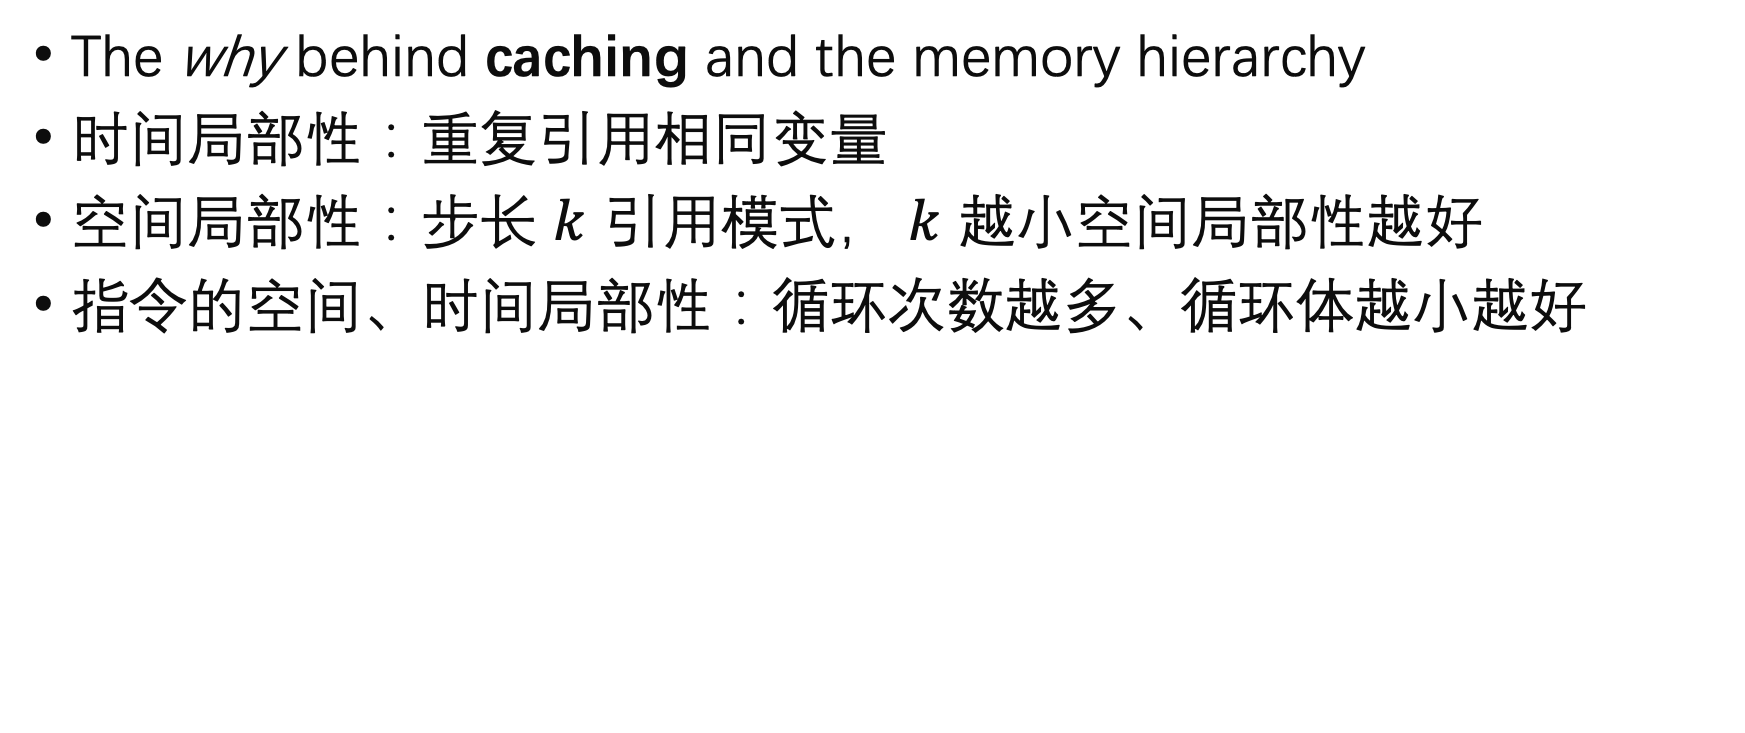 • The why behind caching and the memory hierarchy
• 时间局部性：重复引用相同变量
• 空间局部性：步长 k 引用模式， k 越小空间局部性越好
• 指令的空间、时间局部性：循环次数越多、循环体越小越好